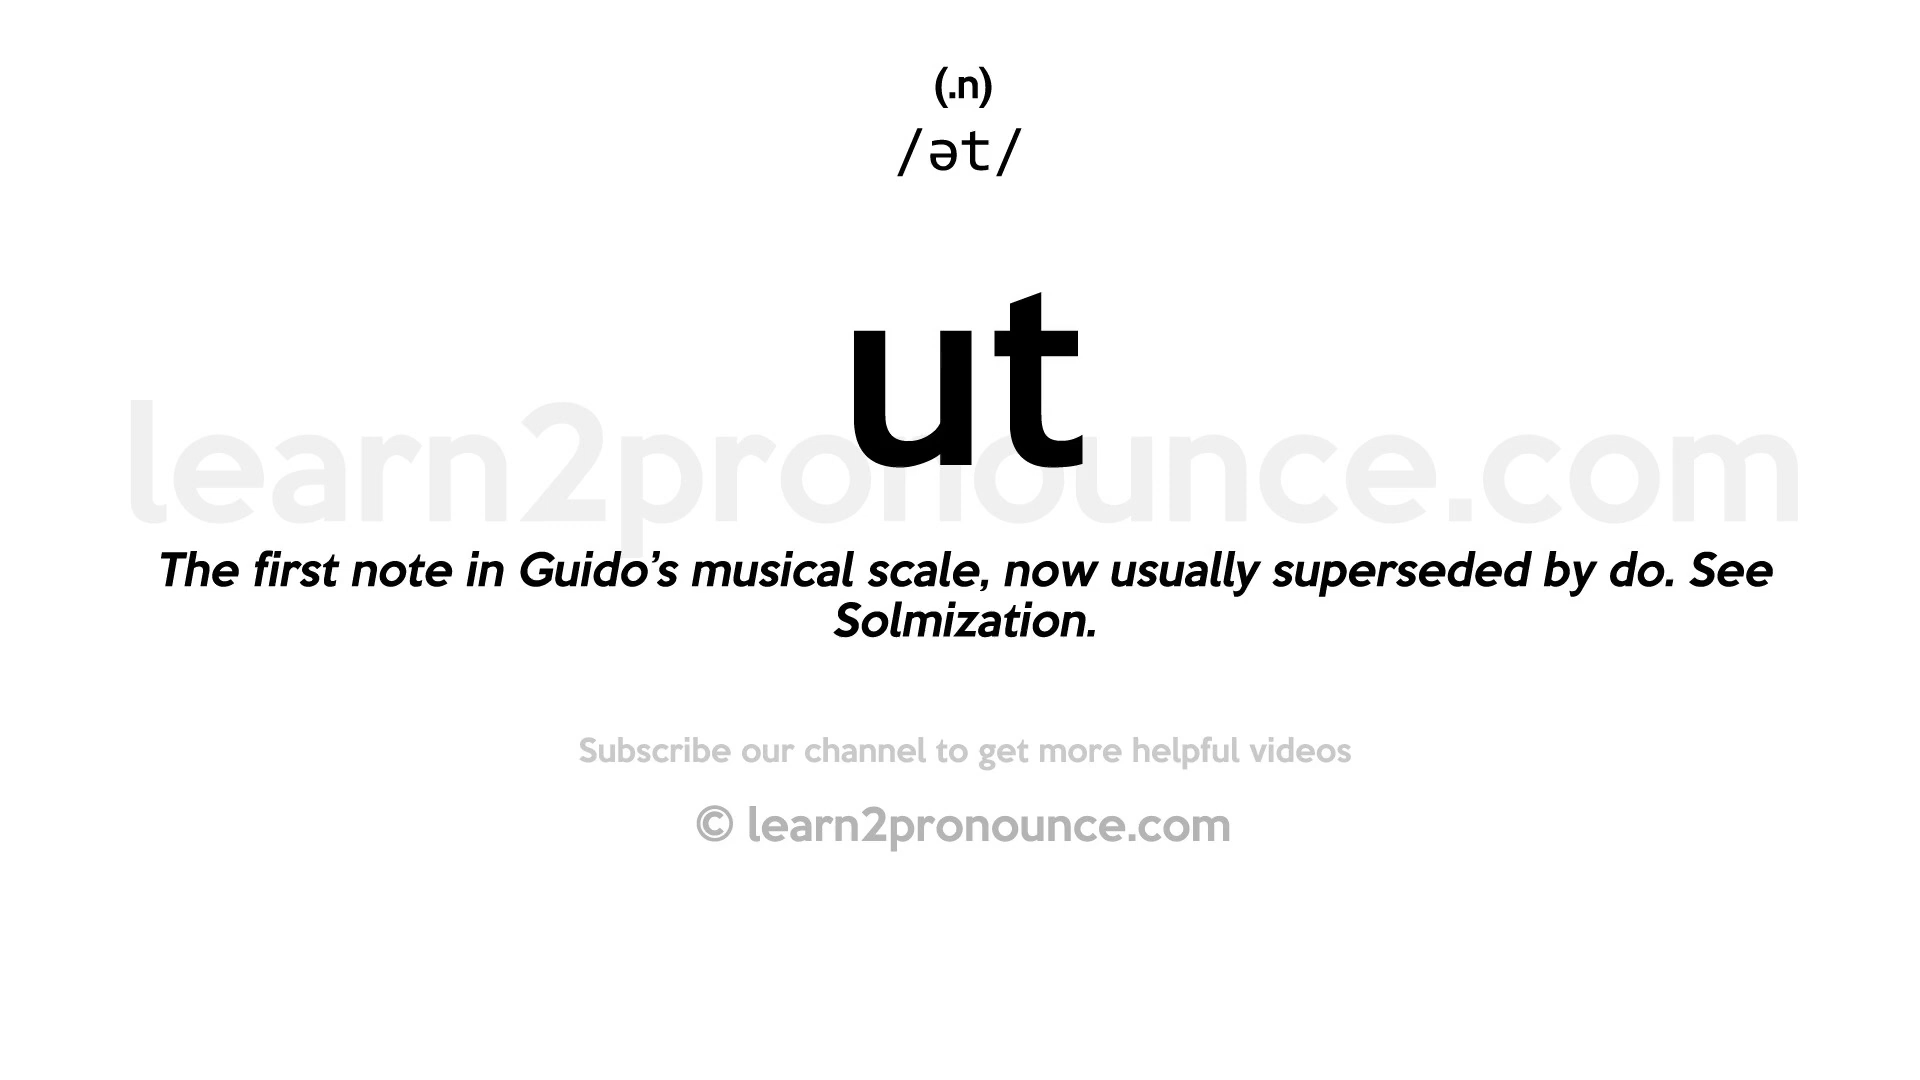 (.n)
/ət/
ut
learn2pronounce.com
The first note in Guido’s musical scale, now usually superseded by do. See
Solmization.
Subscribe our channel to get more helpful videos
© learn2pronounce.com